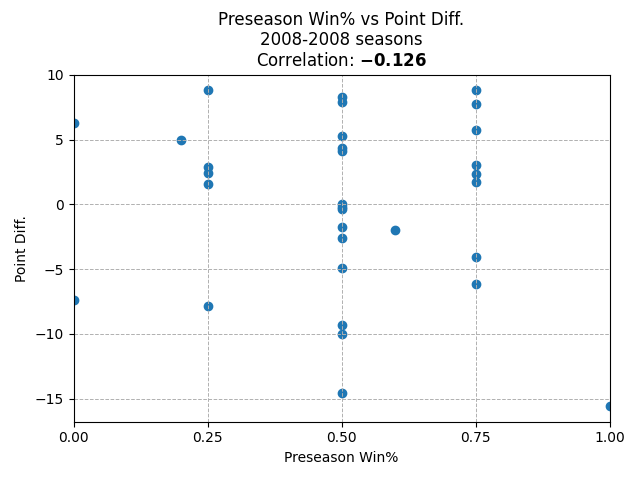 Preseason Win% vs Point Diff.
2008-2008 seasons
Correlation: −0.126
10
5
0
−5
−10
−15
Point Diff.
0.00
0.25
0.50
0.75
1.00
Preseason Win%